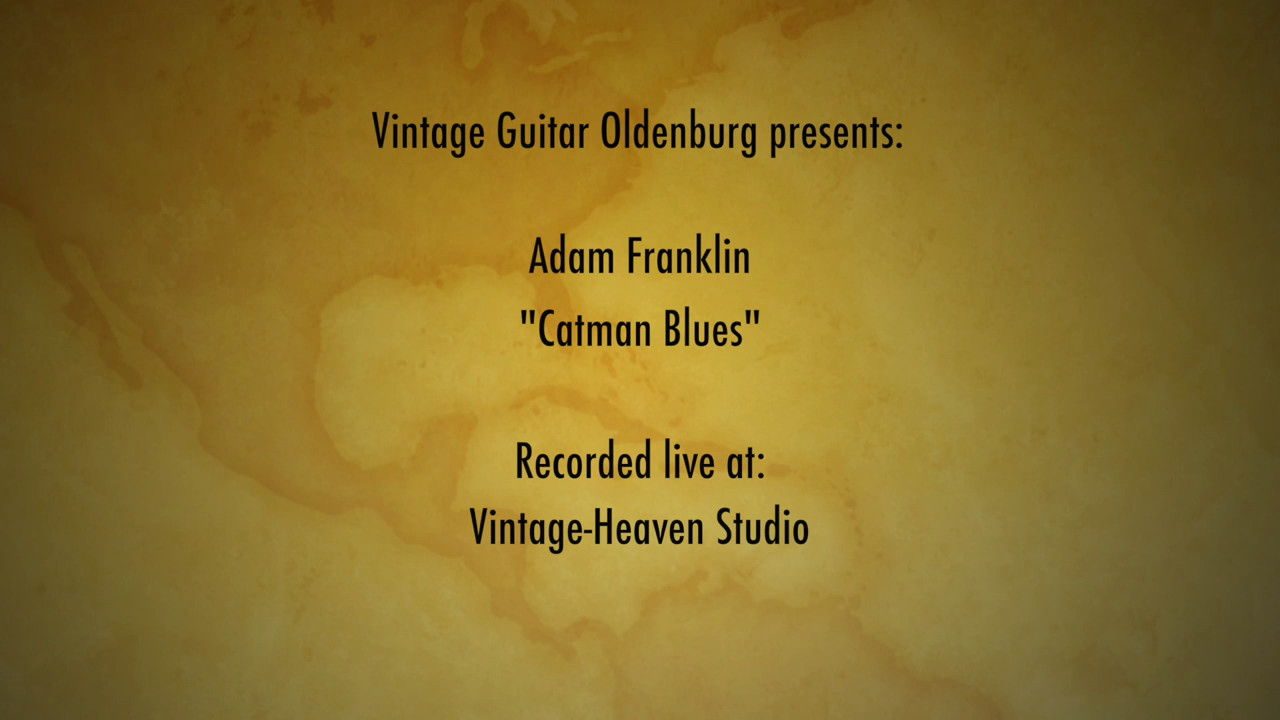 Vintage Guitar Oldenburg presents:
Adam Franklin
"Catman Blues"
Recorded live at:
Vintage-Heaven Studio